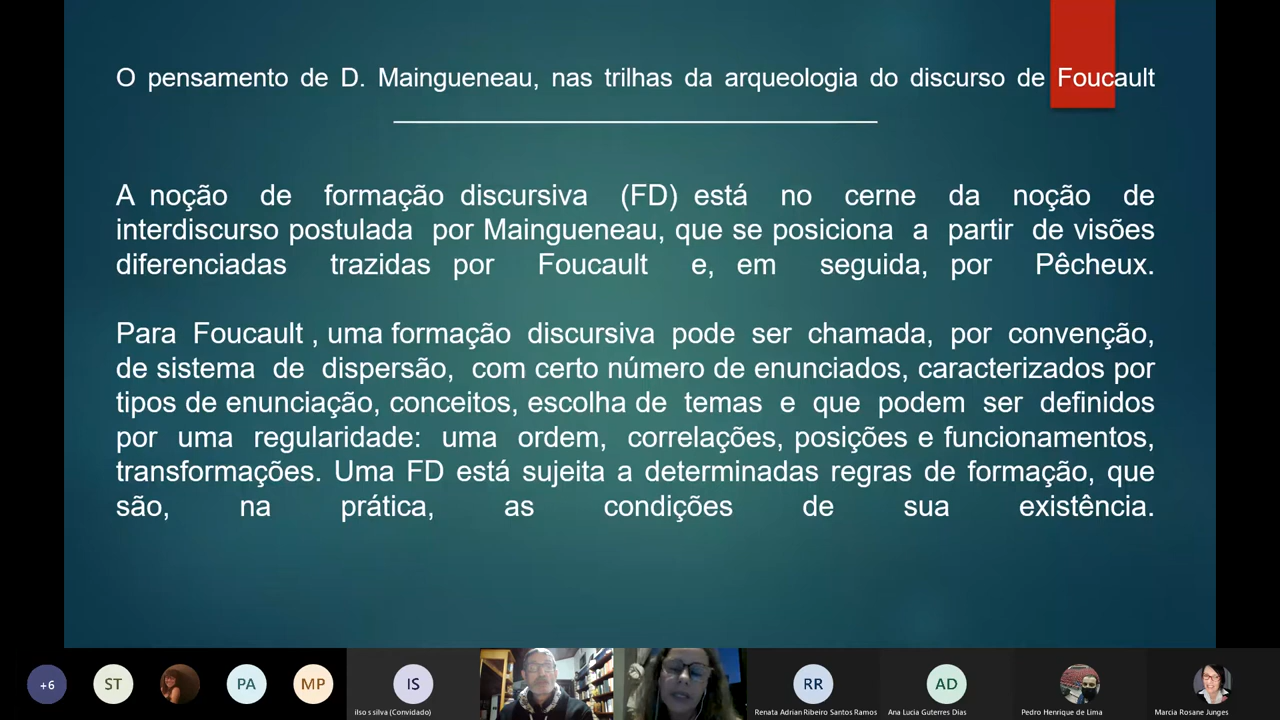 O pensamento de D. Maingueneau, nas trilhas da arqueologia do discurso de Foucault
A noção de formação discursiva (FD) está no cerne da noção de
interdiscurso postulada por Maingueneau, que se posiciona a partir de visões
diferenciadas trazidas por Foucault e, em seguida, por Pêcheux.
Para Foucault , uma formação discursiva pode ser chamada, por convenção,
de sistema de dispersão, com certo número de enunciados, caracterizados por
tipos de enunciação, conceitos, escolha de temas e que podem ser definidos
por uma regularidade: uma ordem, correlações, posições e funcionamentos,
transformações. Uma FD está sujeita a determinadas regras de formação, que
são, na prática, as condições de sua existência.
+6 ST PA MP IS RR AD
ilso s silva (Convidado) Renata Adrian Ribeiro Santos Ramos Ana Lucia Guterres Dias Pedro Henrique de Lima Marcia Rosane Junges